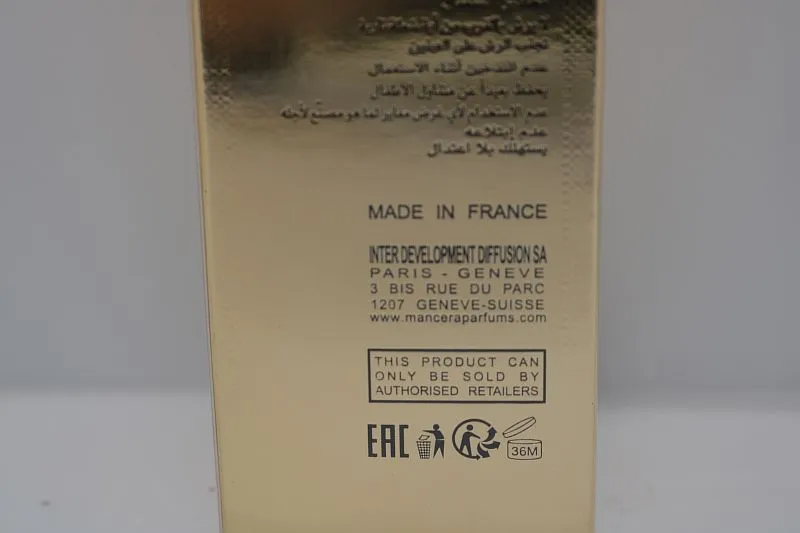 تجنب الرش على العينين
عدم التدخين أثناء الاستعمال
يحفظ بعيداً عن متناول الأطفال
عدم الاستخدام لأي غرض مغاير لما هو مصنّع لأجله
عدم إبتلاعه
يستهلك بلا اعتدال
MADE IN FRANCE
INTER DEVELOPMENT DIFFUSION SA
PARIS - GENEVE
3 BIS RUE DU PARC
1207 GENEVE-SUISSE
www.manceraparfums.com
THIS PRODUCT CAN
ONLY BE SOLD BY
AUTHORISED RETAILERS
EAC
36M